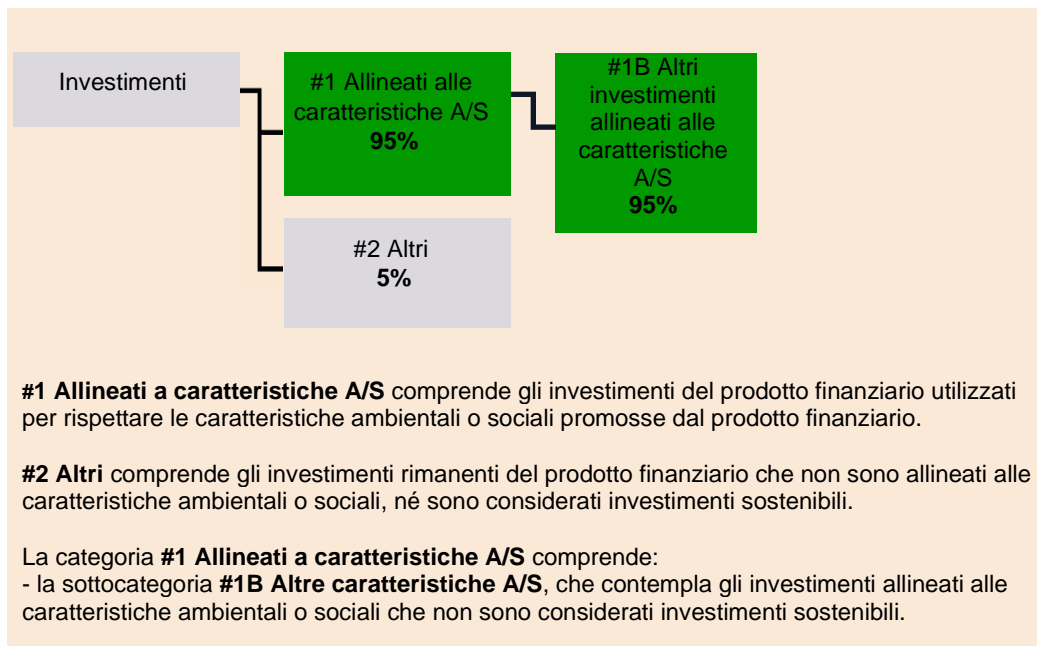 Investimenti
#1 Allineati alle
caratteristiche A/S
95%
#1B Altri
investimenti
allineati alle
caratteristiche
A/S
95%
#2 Altri
5%
#1 Allineati a caratteristiche A/S comprende gli investimenti del prodotto finanziario utilizzati
per rispettare le caratteristiche ambientali o sociali promosse dal prodotto finanziario.
#2 Altri comprende gli investimenti rimanenti del prodotto finanziario che non sono allineati alle
caratteristiche ambientali o sociali, né sono considerati investimenti sostenibili.
La categoria #1 Allineati a caratteristiche A/S comprende:
- la sottocategoria #1B Altre caratteristiche A/S, che contempla gli investimenti allineati alle
caratteristiche ambientali o sociali che non sono considerati investimenti sostenibili.